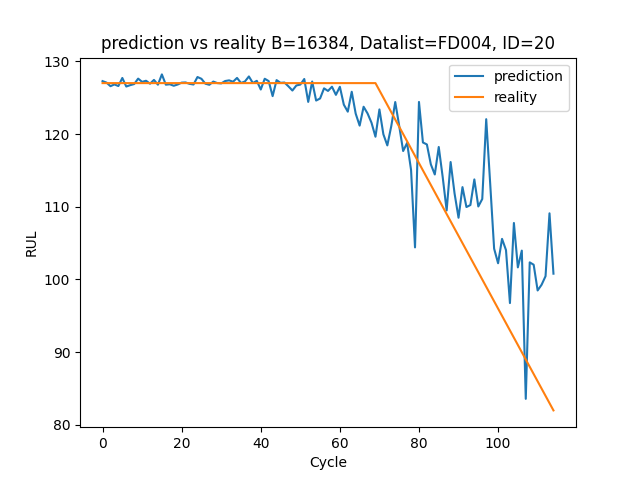 prediction vs reality B=16384, Datalist=FD004, ID=20
prediction
reality
RUL
130
120
110
100
90
80
0 20 40 60 80 100
Cycle